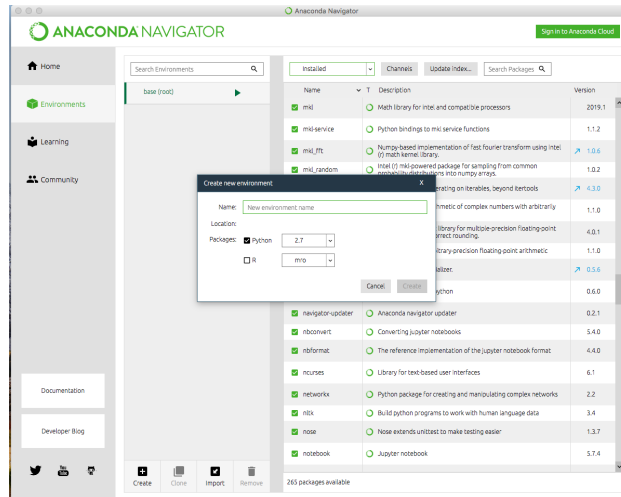 Anaconda Navigator
ANACONDA NAVIGATOR
Sign in to Anaconda Cloud
Home
Environments
Learning
Community
Documentation
Developer Blog
You Tube
Search Environments
base (root)
Create
Clone
Import
Remove
Installed
Channels
Update index...
Search Packages
Name T Description Version
mkl Math library for intel and compatible processors 2019.1
mkl-service Python bindings to mkl service functions 1.1.2
mkl_fft Numpy-based implementation of fast fourier transform using intel (r) math kernel library. 1.0.6
mkl_random Intel (r) mkl-powered package for sampling from common probability distributions into numpy arrays. 1.0.2
erating on iterables, beyond itertools 4.3.0
hmetic of complex numbers with arbitrarily 1.1.0
library for multiple-precision floating-point
orrect rounding. 4.0.1
itrary-precision floating-point arithmetic 1.1.0
ializer. 0.5.6
ython 0.6.0
navigator-updater Anaconda navigator updater 0.2.1
nbconvert Converting jupyter notebooks 5.4.0
nbformat The reference implementation of the jupyter notebook format 4.4.0
ncurses Library for text-based user interfaces 6.1
networkx Python package for creating and manipulating complex networks 2.2
nltk Build python programs to work with human language data 3.4
nose Nose extends unittest to make testing easier 1.3.7
notebook Jupyter notebook 5.7.4
265 packages available
Create new environment X
Name: New environment name
Location:
Packages: Python 2.7
R mro
Cancel Create